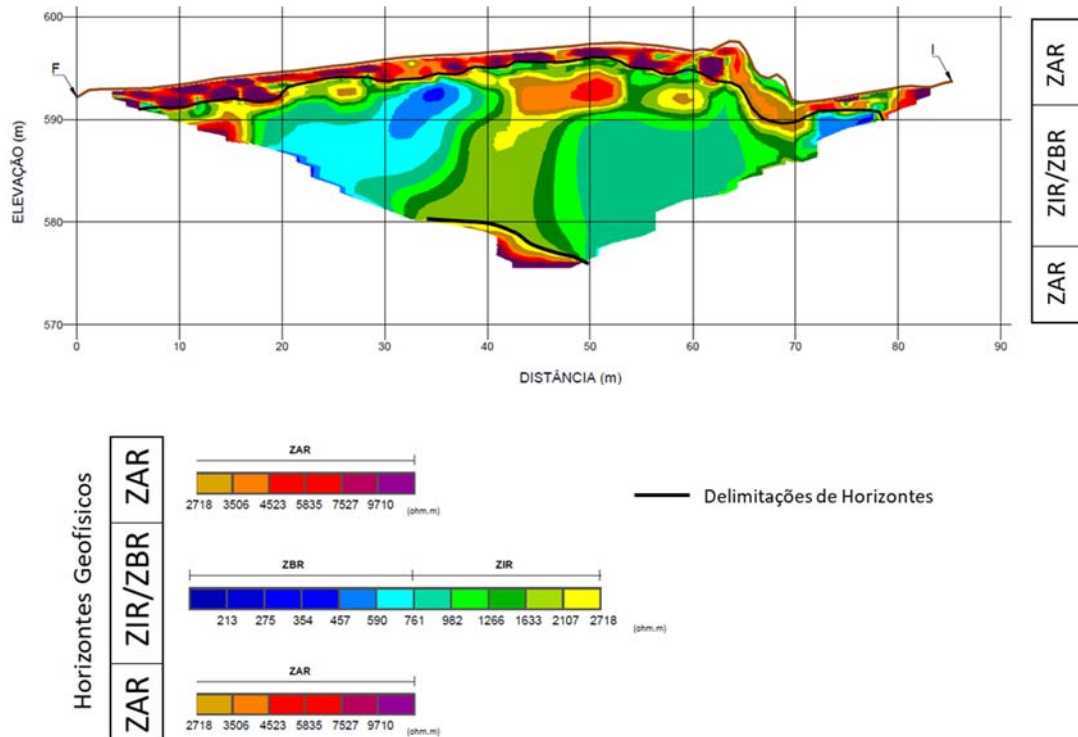 600
590
580
570
ELEVAÇÃO (m)
F
I
0 10 20 30 40 50 60 70 80 90
DISTÂNCIA (m)
ZAR
ZIR/ZBR
ZAR
Horizontes Geofísicos
ZAR
ZIR/ZBR
ZAR
ZAR
2718 3506 4523 5835 7527 9710 (ohm.m)
Delimitações de Horizontes
ZBR ZIR
213 275 354 457 590 761 982 1266 1633 2107 2718 (ohm.m)
ZAR
2718 3506 4523 5835 7527 9710 (ohm.m)